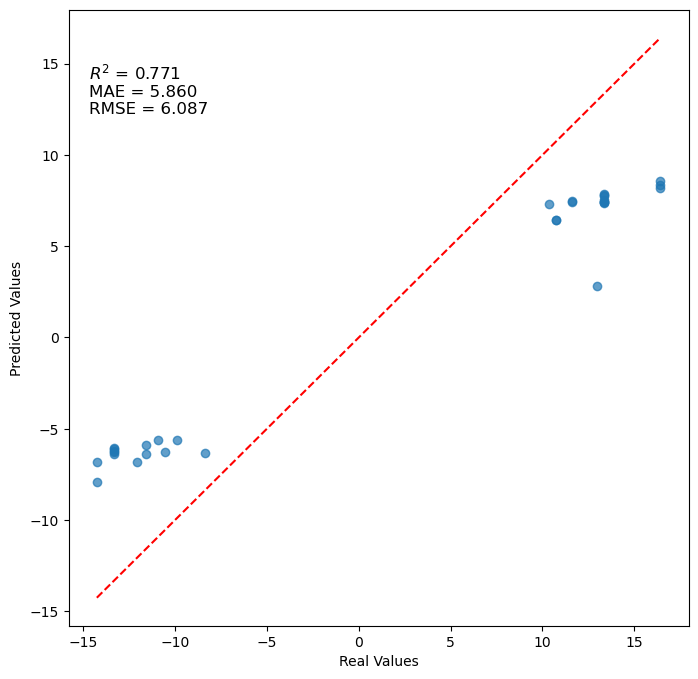 R² = 0.771
MAE = 5.860
RMSE = 6.087
15
10
5
0
−5
−10
−15
Predicted Values
−15 −10 −5 0 5 10 15
Real Values